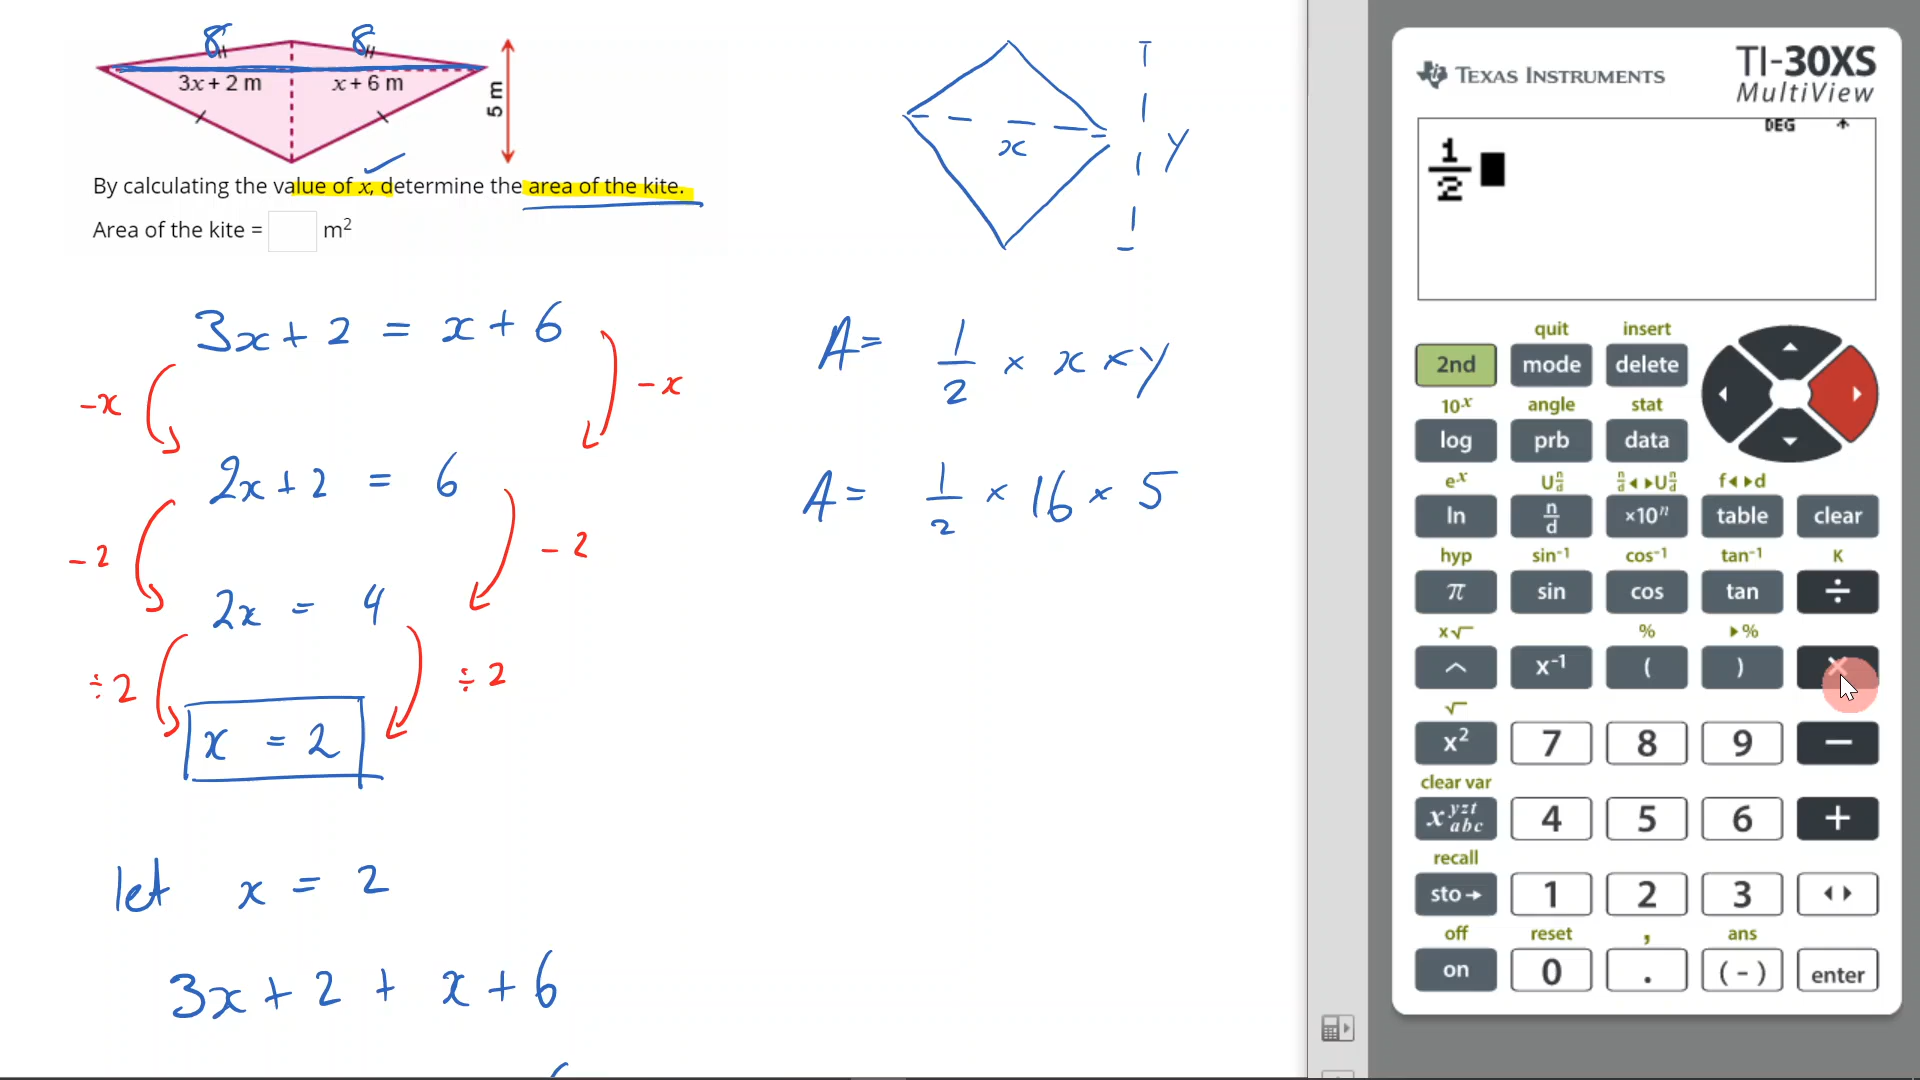 8 8
3x + 2 m x + 6 m
5 m
By calculating the value of x, determine the area of the kite.
Area of the kite = m²
3x + 2 = x + 6
-x -x
2x + 2 = 6
-2 -2
2x = 4
÷2 ÷2
x = 2
let x = 2
3x + 2 + x + 6
x y
A = 1/2 × x × y
A = 1/2 × 16 × 5
TEXAS INSTRUMENTS
TI-30XS
MultiView
DEG
1/2
quit insert
2nd mode delete
10ˣ angle stat
log prb data
eˣ U n/d n/d ◄►U n/d f◄►d
ln n/d ×10ⁿ table clear
hyp sin⁻¹ cos⁻¹ tan⁻¹ K
π sin cos tan ÷
x√ % ►%
^ x⁻¹ ( ) ×
√
x² 7 8 9 −
clear var
x yzt abc 4 5 6 +
recall
sto→ 1 2 3 ◄►
off reset , ans
on 0 . (-) enter